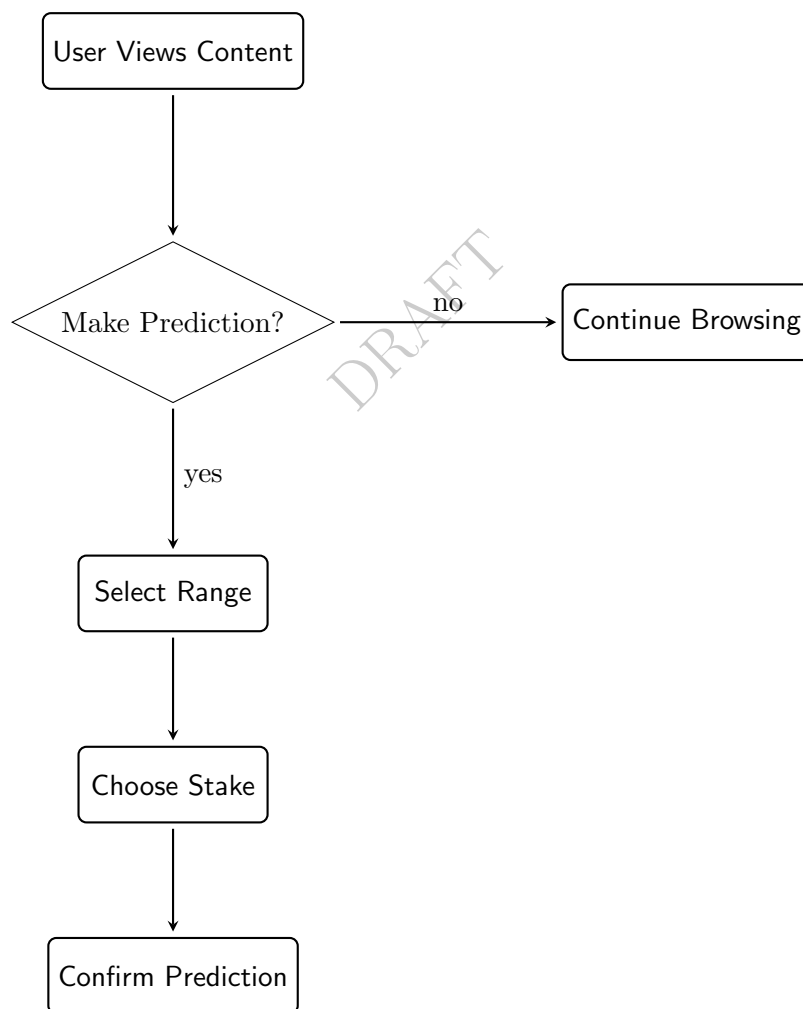 User Views Content
Make Prediction?
no
Continue Browsing
DRAFT
yes
Select Range
Choose Stake
Confirm Prediction